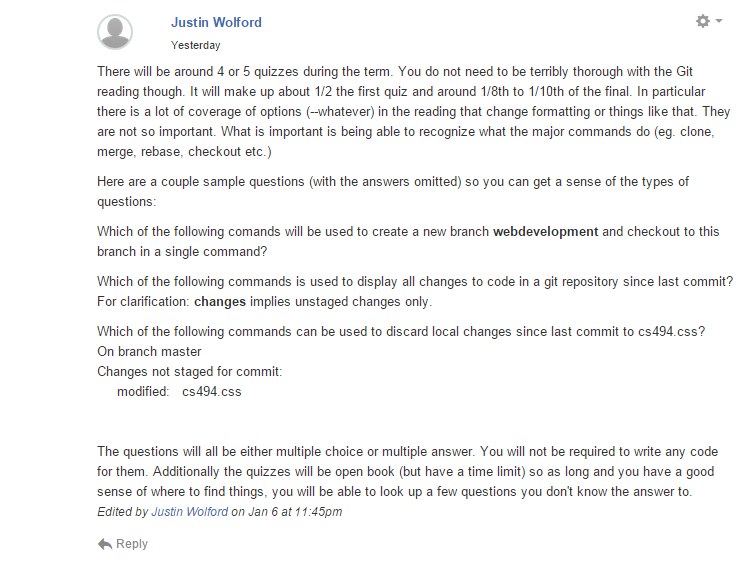 Justin Wolford
Yesterday
There will be around 4 or 5 quizzes during the term. You do not need to be terribly thorough with the Git
reading though. It will make up about 1/2 the first quiz and around 1/8th to 1/10th of the final. In particular
there is a lot of coverage of options (--whatever) in the reading that change formatting or things like that. They
are not so important. What is important is being able to recognize what the major commands do (eg. clone,
merge, rebase, checkout etc.)
Here are a couple sample questions (with the answers omitted) so you can get a sense of the types of
questions:
Which of the following comands will be used to create a new branch webdevelopment and checkout to this
branch in a single command?
Which of the following commands is used to display all changes to code in a git repository since last commit?
For clarification: changes implies unstaged changes only.
Which of the following commands can be used to discard local changes since last commit to cs494.css?
On branch master
Changes not staged for commit:
modified: cs494.css
The questions will all be either multiple choice or multiple answer. You will not be required to write any code
for them. Additionally the quizzes will be open book (but have a time limit) so as long and you have a good
sense of where to find things, you will be able to look up a few questions you don't know the answer to.
Edited by Justin Wolford on Jan 6 at 11:45pm
Reply